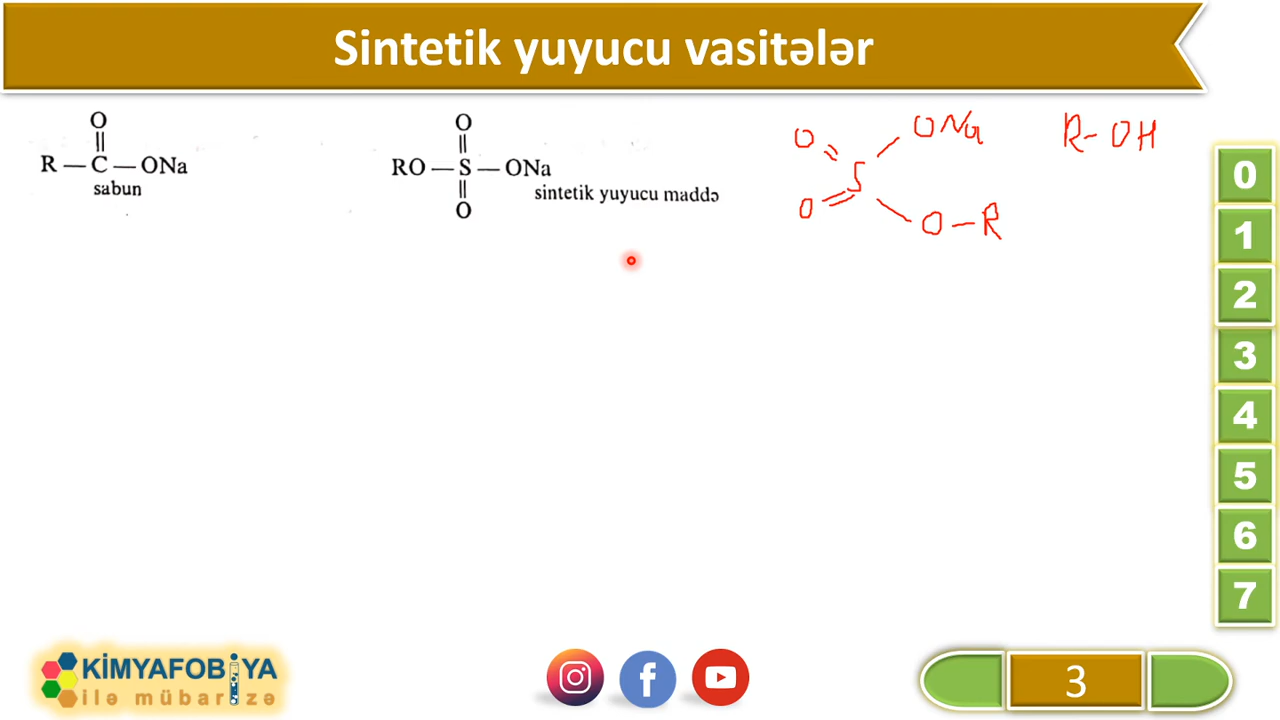 Sintetik yuyucu vasitələr
O
R — C — ONa
sabun
O
RO — S — ONa
O
sintetik yuyucu maddə
O ONa
S
O O — R
R - OH
0
1
2
3
4
5
6
7
KİMYAFOBİYA
ilə mübarizə
f
3